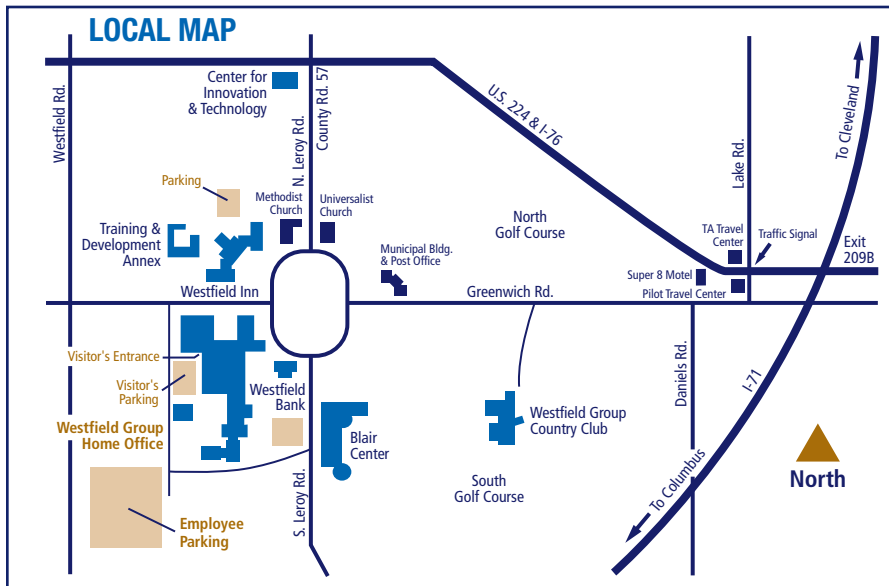 LOCAL MAP
Westfield Rd.
Center for
Innovation
& Technology
N. Leroy Rd.
County Rd. 57
U.S. 224 & I-76
Lake Rd.
To Cleveland
Parking
Methodist
Church
Universalist
Church
Training &
Development
Annex
North
Golf Course
Municipal Bldg.
& Post Office
TA Travel
Center
Traffic Signal
Exit
209B
Super 8 Motel
Pilot Travel Center
Westfield Inn
Greenwich Rd.
Visitor's Entrance
Visitor's
Parking
Westfield
Bank
Westfield Group
Home Office
Blair
Center
Westfield Group
Country Club
Daniels Rd.
I-71
South
Golf Course
S. Leroy Rd.
To Columbus
North
Employee
Parking